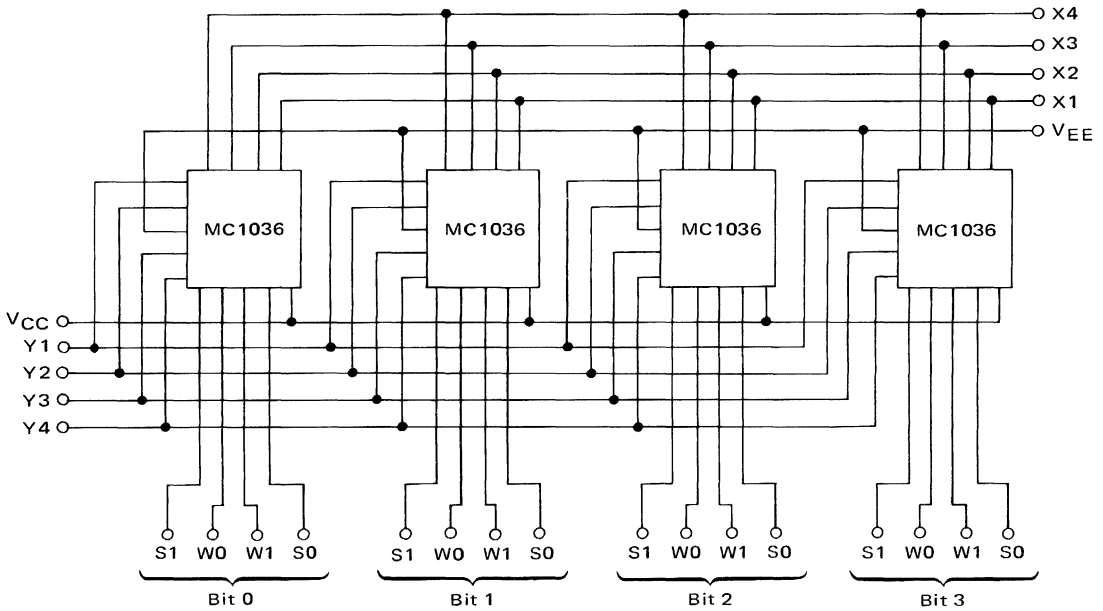 X4
X3
X2
X1
VEE
MC1036 MC1036 MC1036 MC1036
VCC
Y1
Y2
Y3
Y4
S1 W0 W1 S0 S1 W0 W1 S0 S1 W0 W1 S0 S1 W0 W1 S0
Bit 0 Bit 1 Bit 2 Bit 3